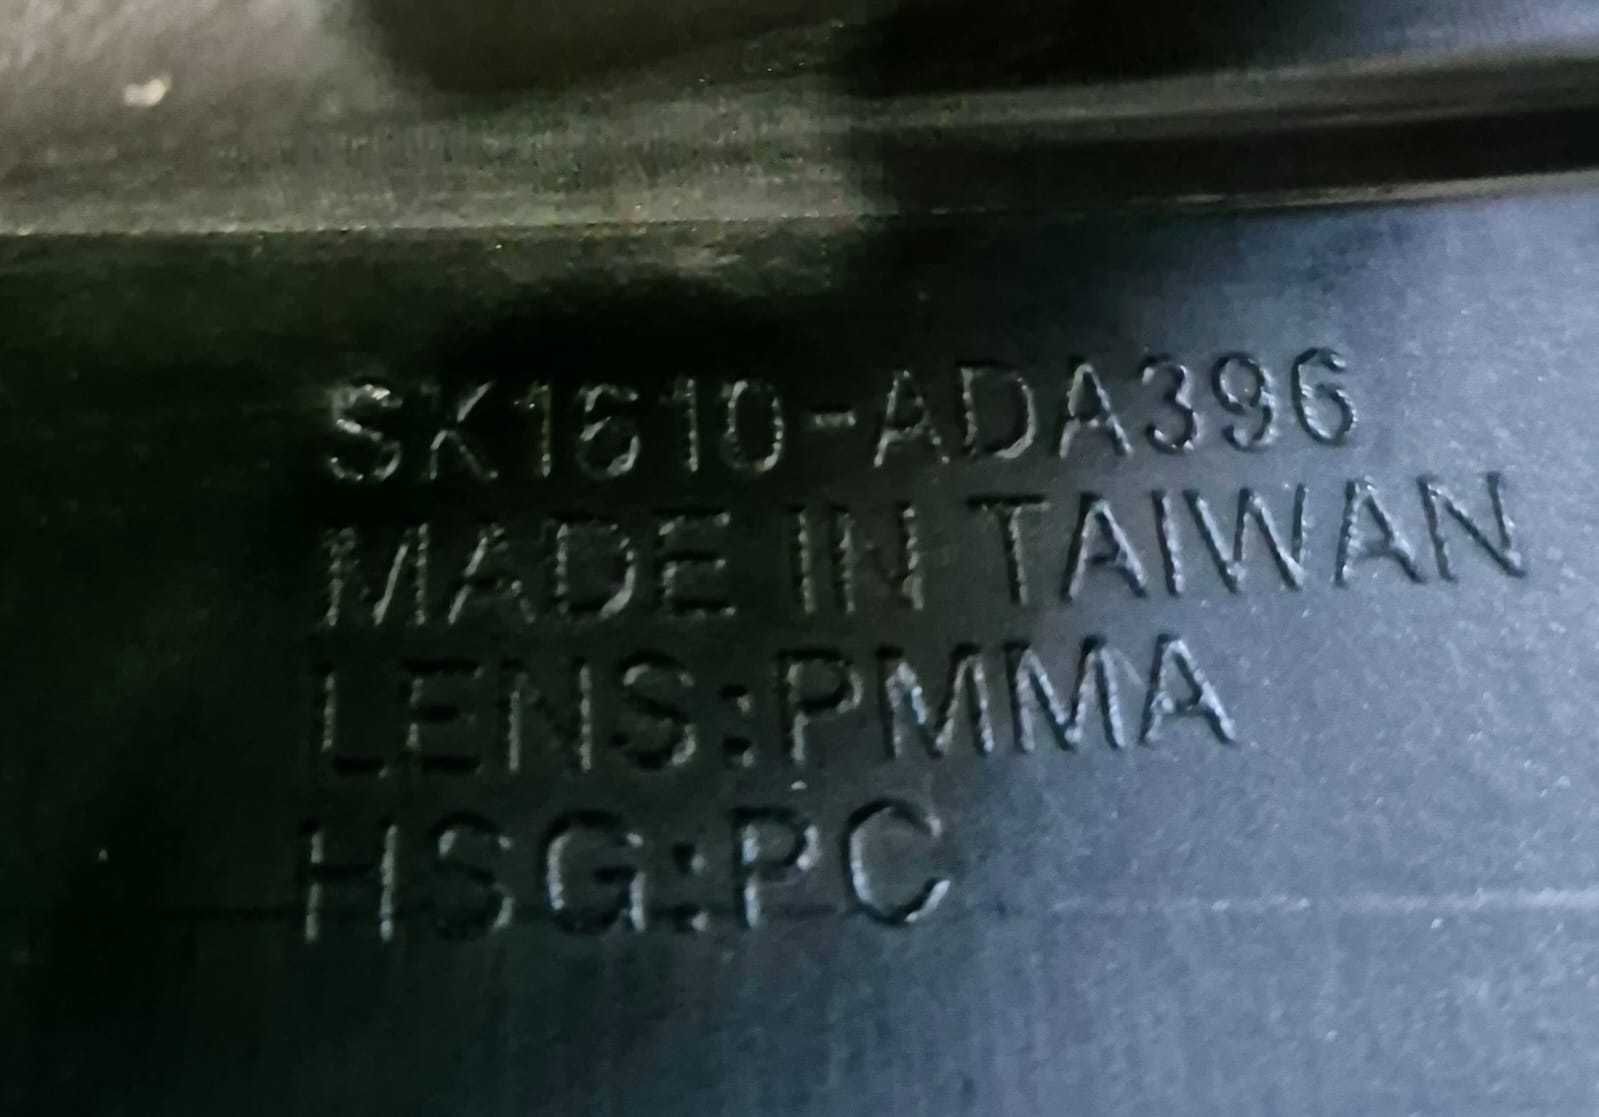 SK1610-ADA396
MADE IN TAIWAN
LENS:PMMA
HSG:PC